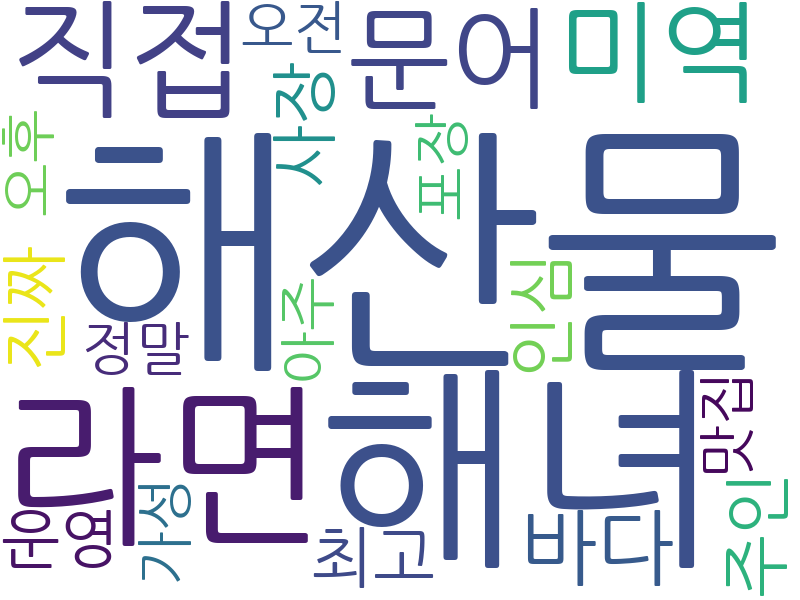 직접
오전
문어
미역
사장
오후
포장
해산물
진짜
인심
아주
정말
라면
해녀
맛집
운영
가성
최고
바다
주인